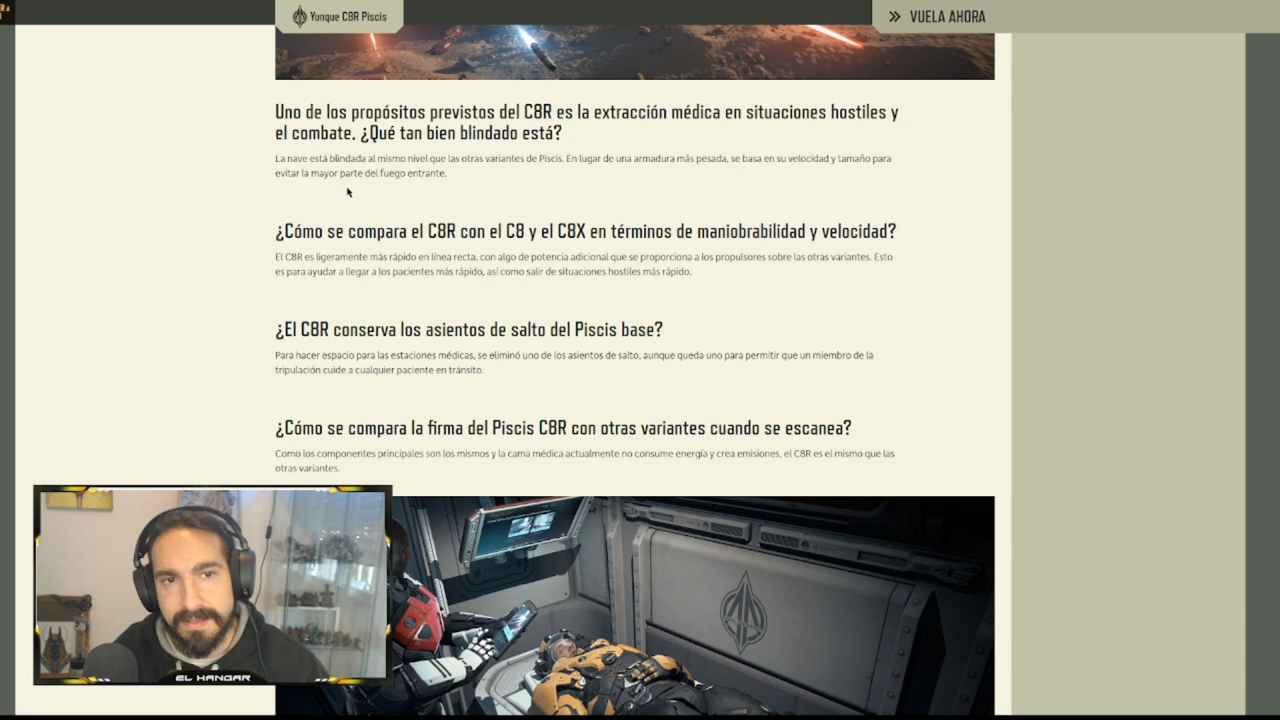 Yunque C8R Piscis
VUELA AHORA
Uno de los propósitos previstos del C8R es la extracción médica en situaciones hostiles y
el combate. ¿Qué tan bien blindado está?
La nave está blindada al mismo nivel que las otras variantes de Piscis. En lugar de una armadura más pesada, se basa en su velocidad y tamaño para
evitar la mayor parte del fuego entrante.
¿Cómo se compara el C8R con el C8 y el C8X en términos de maniobrabilidad y velocidad?
El C8R es ligeramente más rápido en línea recta, con algo de potencia adicional que se proporciona a los propulsores sobre las otras variantes. Esto
es para ayudar a llegar a los pacientes más rápido, así como salir de situaciones hostiles más rápido.
¿El C8R conserva los asientos de salto del Piscis base?
Para hacer espacio para las estaciones médicas, se eliminó uno de los asientos de salto, aunque queda uno para permitir que un miembro de la
tripulación cuide a cualquier paciente en tránsito.
¿Cómo se compara la firma del Piscis C8R con otras variantes cuando se escanea?
Como los componentes principales son los mismos y la cama médica actualmente no consume energía y crea emisiones, el C8R es el mismo que las
otras variantes.
EL HANGAR